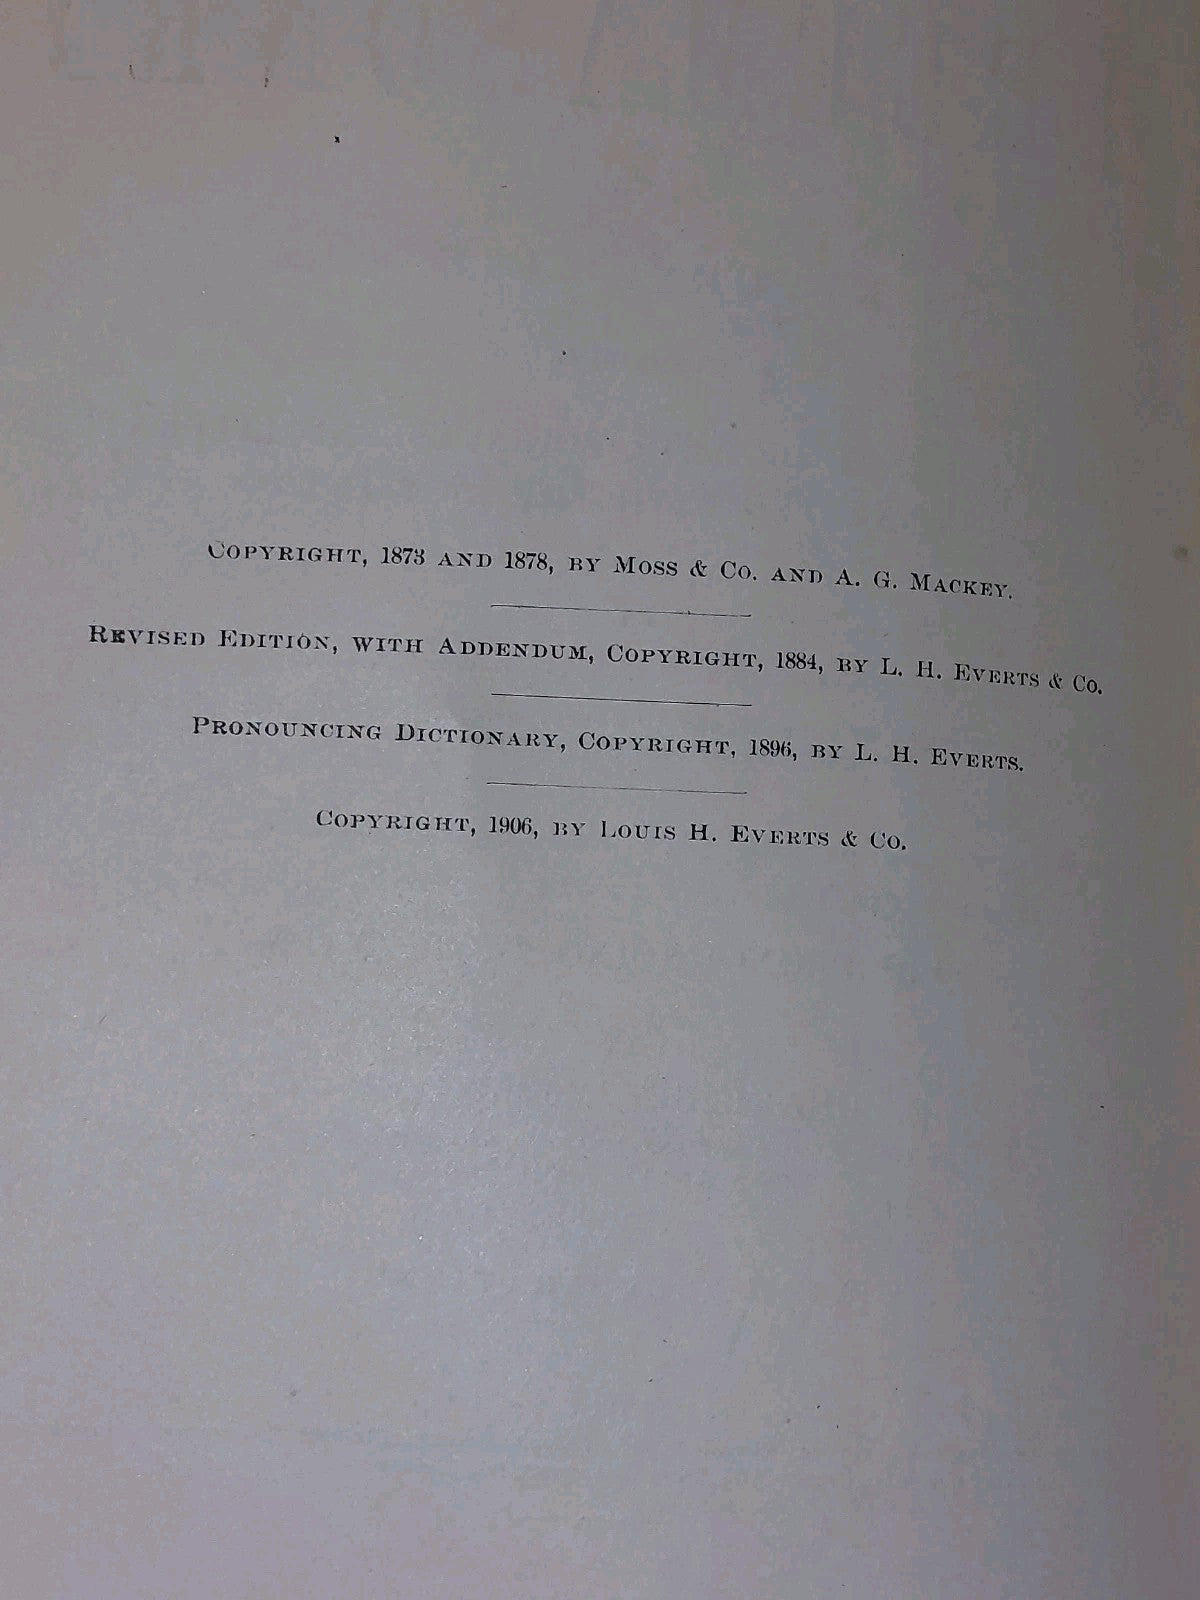 COPYRIGHT, 1873 AND 1878, BY MOSS & CO. AND A. G. MACKEY.
REVISED EDITION, WITH ADDENDUM, COPYRIGHT, 1884, BY L. H. EVERTS & CO.
PRONOUNCING DICTIONARY, COPYRIGHT, 1896, BY L. H. EVERTS.
COPYRIGHT, 1906, BY LOUIS H. EVERTS & CO.